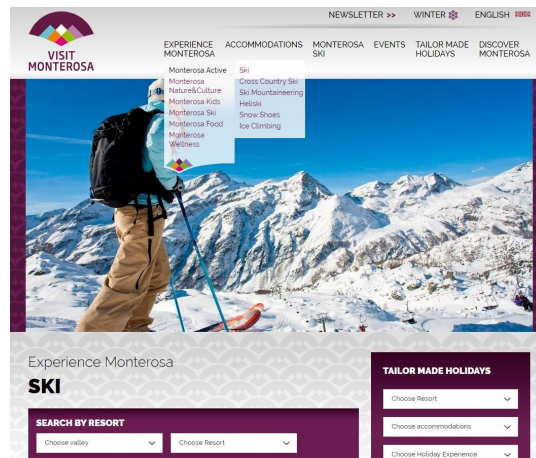 NEWSLETTER >> WINTER ENGLISH
VISIT
MONTEROSA
EXPERIENCE
MONTEROSA
ACCOMMODATIONS
MONTEROSA
SKI
EVENTS
TAILOR MADE
HOLIDAYS
DISCOVER
MONTEROSA
Monterosa Active
Monterosa
Nature&Culture
Monterosa Kids
Monterosa Ski
Monterosa Food
Monterosa
Wellness
Ski
Cross Country Ski
Ski Mountaineering
Heliski
Snow Shoes
Ice Climbing
Experience Monterosa
SKI
SEARCH BY RESORT
Choose valley
Choose Resort
TAILOR MADE HOLIDAYS
Choose Resort
Choose accommodations
Choose Holiday Experience